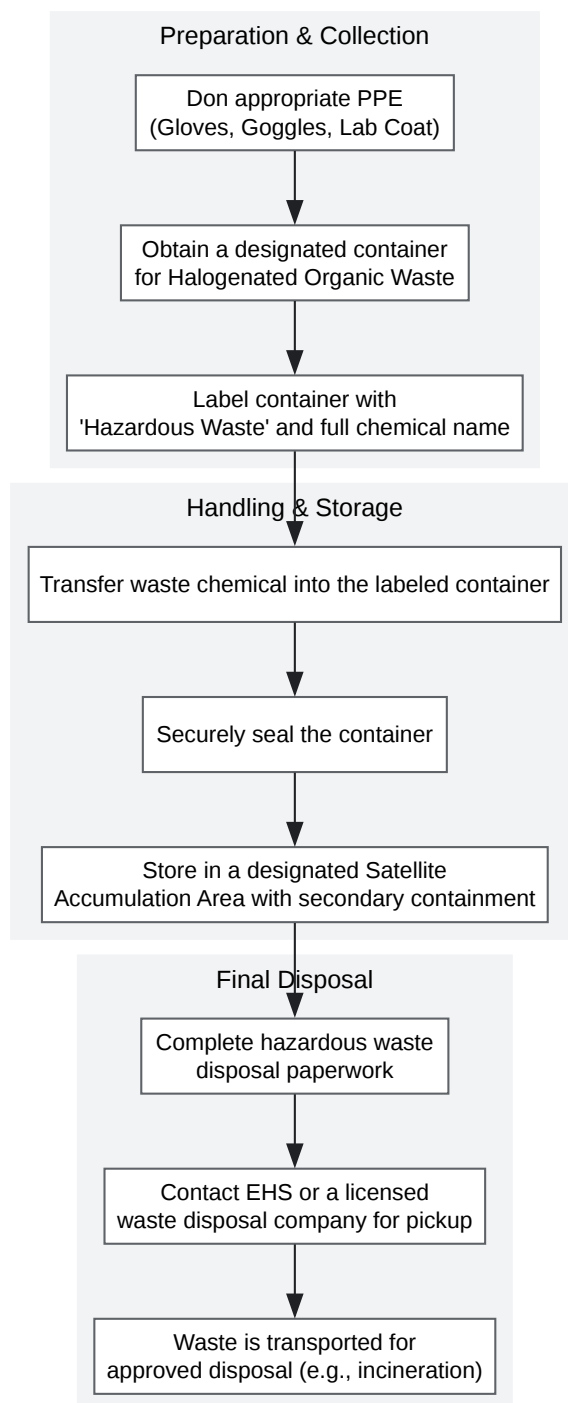 Preparation & Collection
Don appropriate PPE
(Gloves, Goggles, Lab Coat)
Obtain a designated container
for Halogenated Organic Waste
Label container with
'Hazardous Waste' and full chemical name
Handling & Storage
Transfer waste chemical into the labeled container
Securely seal the container
Store in a designated Satellite
Accumulation Area with secondary containment
Final Disposal
Complete hazardous waste
disposal paperwork
Contact EHS or a licensed
waste disposal company for pickup
Waste is transported for
approved disposal (e.g., incineration)